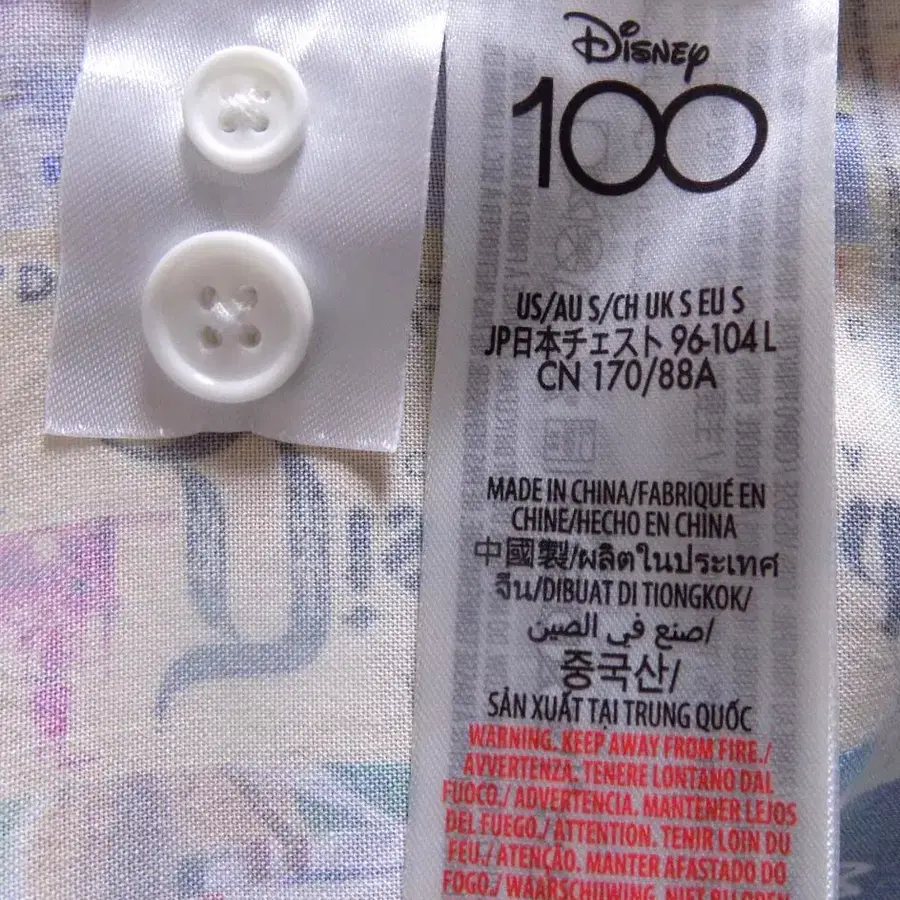 Disney
100
US/AU S/CH UK S EU S
JP日本チェスト 96-104 L
CN 170/88A
MADE IN CHINA/FABRIQUÉ EN
CHINE/HECHO EN CHINA
中國製/ผลิตในประเทศ
จีน/DIBUAT DI TIONGKOK/
صنع في الصين/
중국산/
SẢN XUẤT TẠI TRUNG QUỐC
WARNING. KEEP AWAY FROM FIRE./
AVVERTENZA. TENERE LONTANO DAL
FUOCO./ ADVERTENCIA. MANTENER LEJOS
DEL FUEGO./ ATTENTION. TENIR LOIN DU
FEU./ ATENÇÃO. MANTER AFASTADO DO
FOGO./ WAARSCHUWING. NIET BIJ OPEN